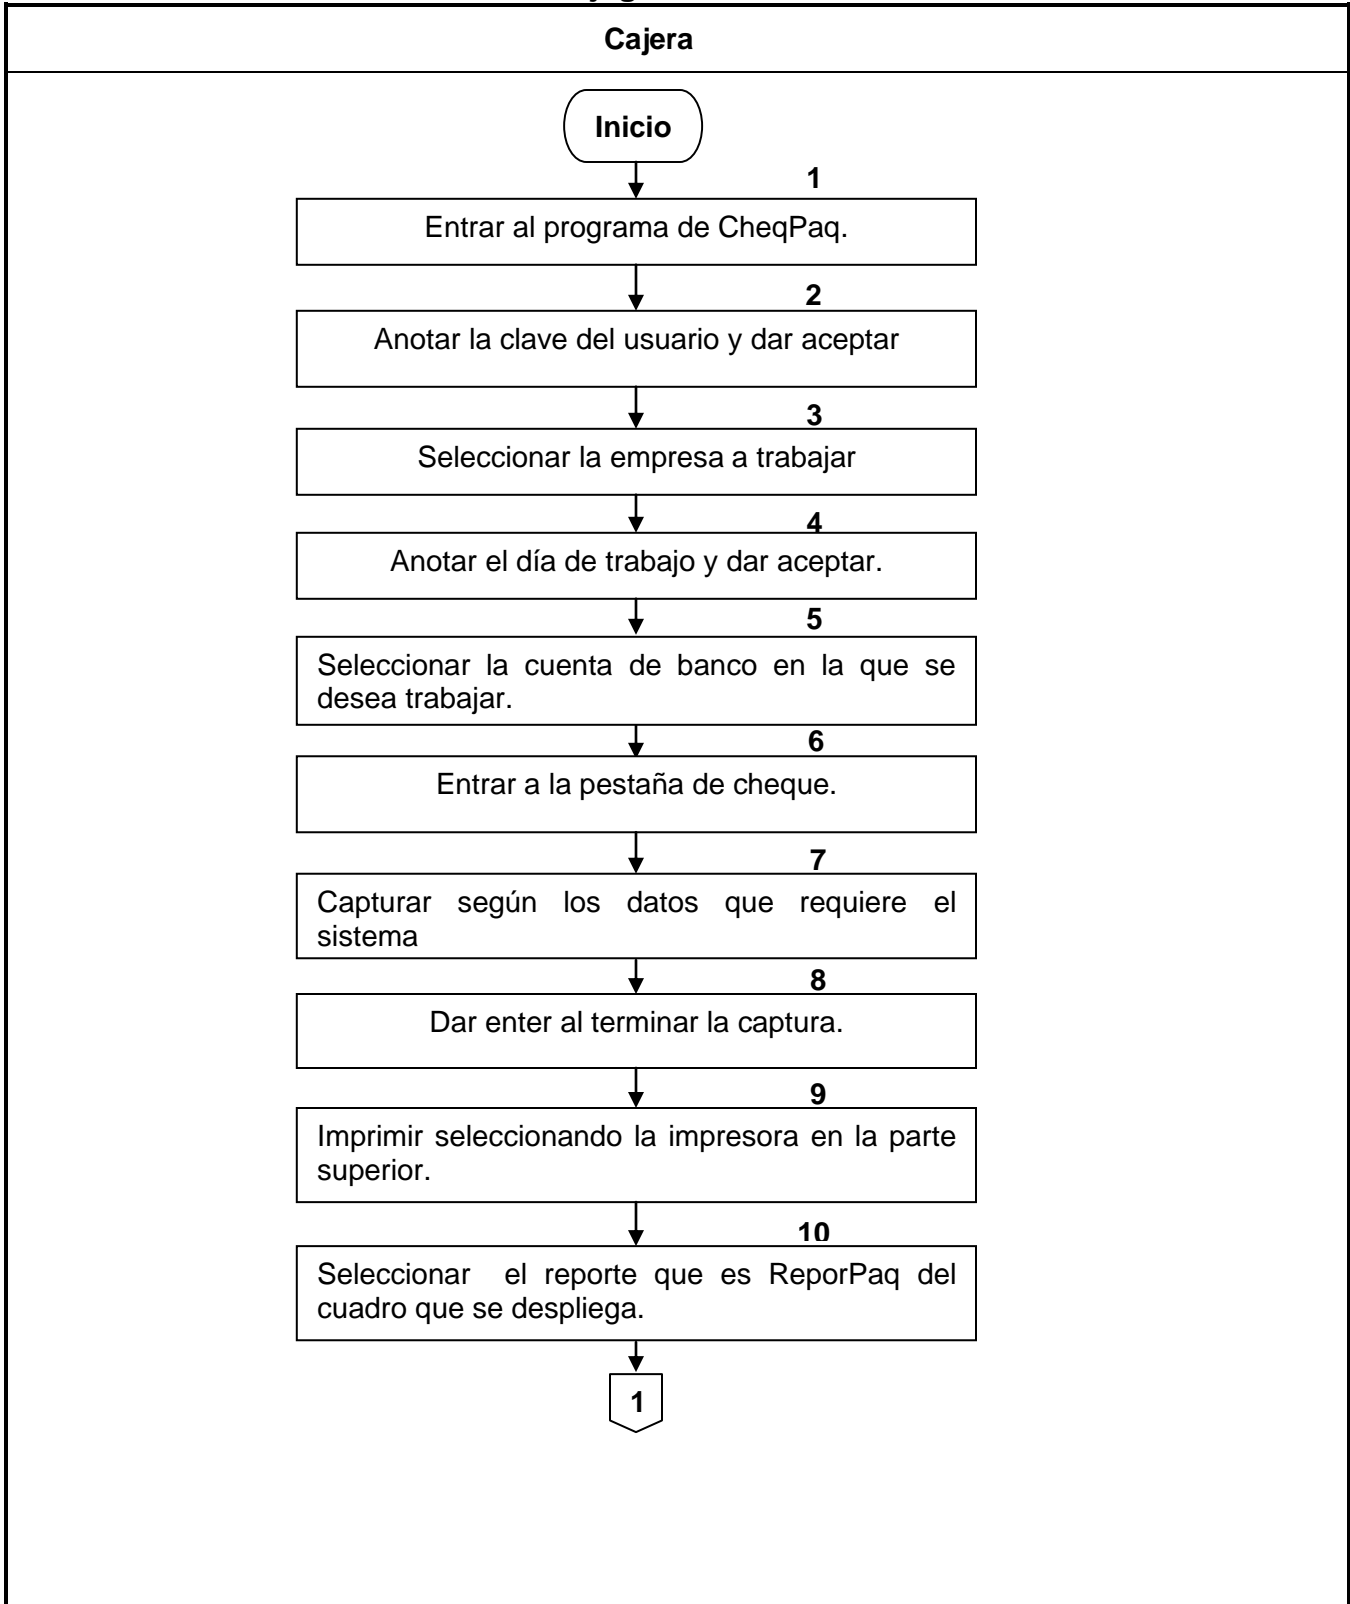 Cajera
Inicio
1
Entrar al programa de CheqPaq.
2
Anotar la clave del usuario y dar aceptar
3
Seleccionar la empresa a trabajar
4
Anotar el día de trabajo y dar aceptar.
5
Seleccionar la cuenta de banco en la que se
desea trabajar.
6
Entrar a la pestaña de cheque.
7
Capturar según los datos que requiere el
sistema
8
Dar enter al terminar la captura.
9
Imprimir seleccionando la impresora en la parte
superior.
10
Seleccionar el reporte que es ReporPaq del
cuadro que se despliega.
1